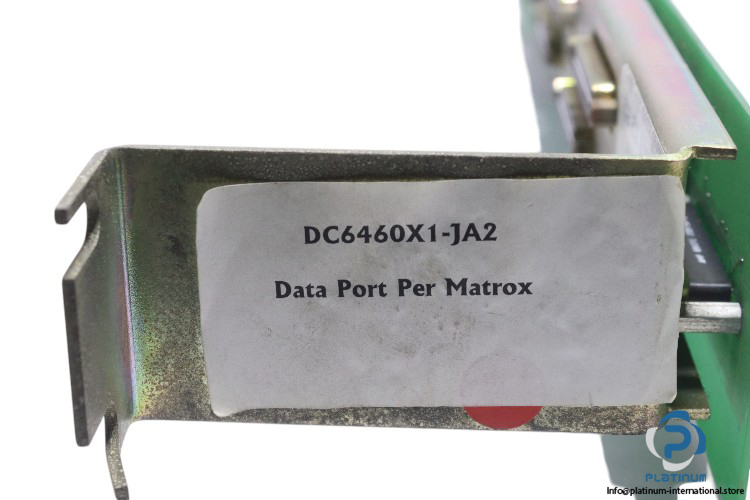 DC6460X1-JA2
Data Port Per Matrox
PLATINUM
Info@platinum-international.store